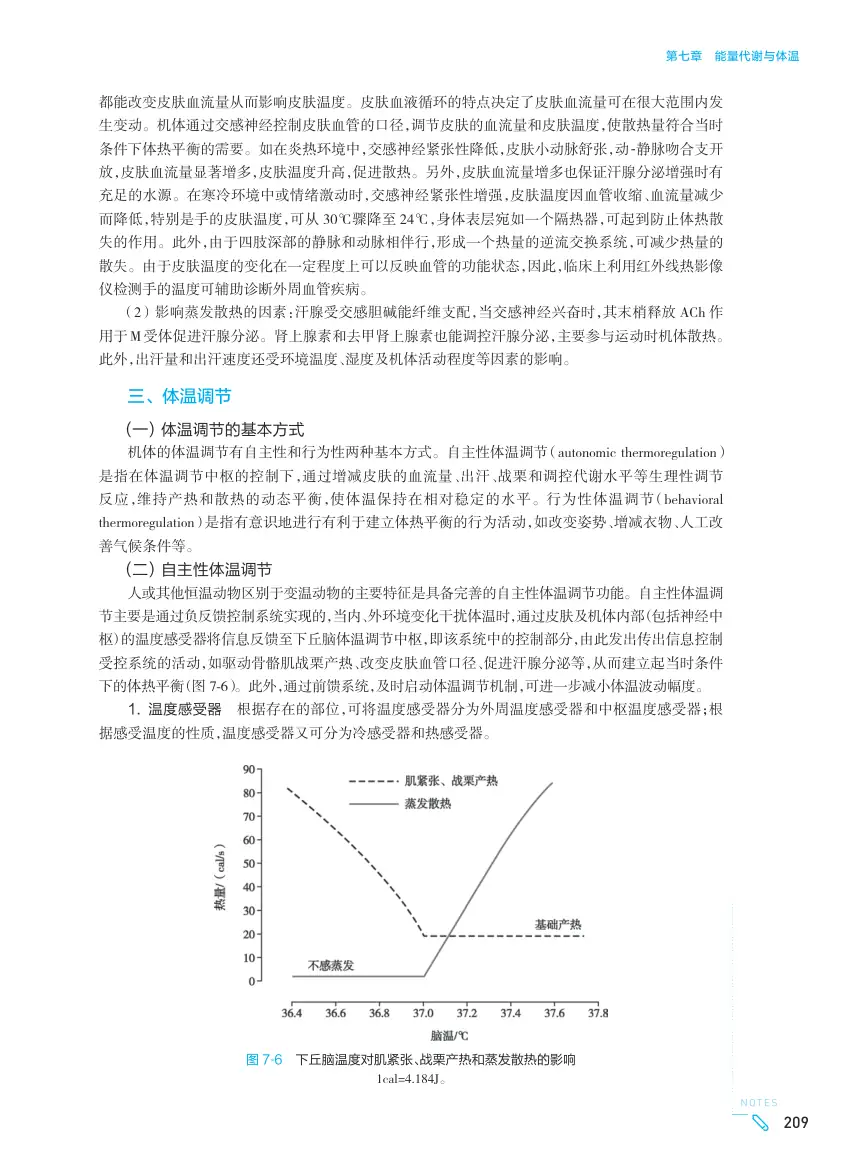 第七章 能量代谢与体温
都能改变皮肤血流量从而影响皮肤温度。皮肤血液循环的特点决定了皮肤血流量可在很大范围内发
生变动。机体通过交感神经控制皮肤血管的口径,调节皮肤的血流量和皮肤温度,使散热量符合当时
条件下体热平衡的需要。如在炎热环境中,交感神经紧张性降低,皮肤小动脉舒张,动-静脉吻合支开
放,皮肤血流量显著增多,皮肤温度升高,促进散热。另外,皮肤血流量增多也保证汗腺分泌增强时有
充足的水源。在寒冷环境中或情绪激动时,交感神经紧张性增强,皮肤温度因血管收缩、血流量减少
而降低,特别是手的皮肤温度,可从 30℃骤降至 24℃,身体表层宛如一个隔热器,可起到防止体热散
失的作用。此外,由于四肢深部的静脉和动脉相伴行,形成一个热量的逆流交换系统,可减少热量的
散失。由于皮肤温度的变化在一定程度上可以反映血管的功能状态,因此,临床上利用红外线热影像
仪检测手的温度可辅助诊断外周血管疾病。
(2)影响蒸发散热的因素:汗腺受交感胆碱能纤维支配,当交感神经兴奋时,其末梢释放 ACh 作
用于 M 受体促进汗腺分泌。肾上腺素和去甲肾上腺素也能调控汗腺分泌,主要参与运动时机体散热。
此外,出汗量和出汗速度还受环境温度、湿度及机体活动程度等因素的影响。
三、体温调节
(一)体温调节的基本方式
机体的体温调节有自主性和行为性两种基本方式。自主性体温调节(autonomic thermoregulation)
是指在体温调节中枢的控制下,通过增减皮肤的血流量、出汗、战栗和调控代谢水平等生理性调节
反应,维持产热和散热的动态平衡,使体温保持在相对稳定的水平。行为性体温调节(behavioral
thermoregulation)是指有意识地进行有利于建立体热平衡的行为活动,如改变姿势、增减衣物、人工改
善气候条件等。
(二)自主性体温调节
人或其他恒温动物区别于变温动物的主要特征是具备完善的自主性体温调节功能。自主性体温调
节主要是通过负反馈控制系统实现的,当内、外环境变化干扰体温时,通过皮肤及机体内部(包括神经中
枢)的温度感受器将信息反馈至下丘脑体温调节中枢,即该系统中的控制部分,由此发出传出信息控制
受控系统的活动,如驱动骨骼肌战栗产热、改变皮肤血管口径、促进汗腺分泌等,从而建立起当时条件
下的体热平衡(图 7-6)。此外,通过前馈系统,及时启动体温调节机制,可进一步减小体温波动幅度。
1. 温度感受器 根据存在的部位,可将温度感受器分为外周温度感受器和中枢温度感受器;根
据感受温度的性质,温度感受器又可分为冷感受器和热感受器。
热量/(cal/s)
90
80
70
60
50
40
30
20
10
0
肌紧张、战栗产热
蒸发散热
基础产热
不感蒸发
36.4 36.6 36.8 37.0 37.2 37.4 37.6 37.8
脑温/℃
图 7-6 下丘脑温度对肌紧张、战栗产热和蒸发散热的影响
1cal=4.184J。
NOTES
209